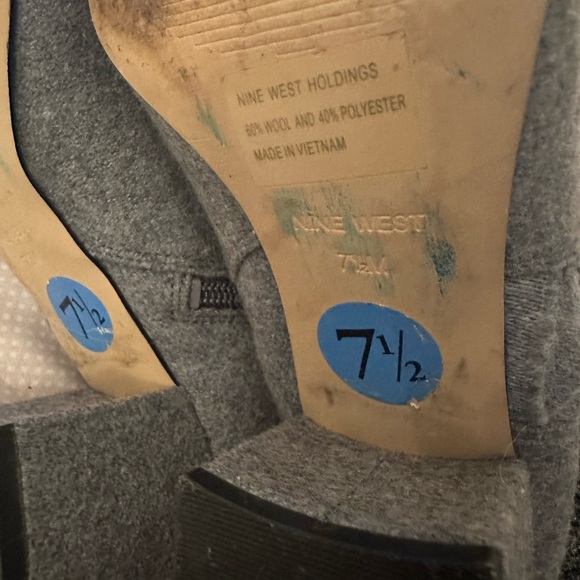 NINE WEST HOLDINGS
60% WOOL AND 40% POLYESTER
MADE IN VIETNAM
NINE WEST
7½M
7½
7½